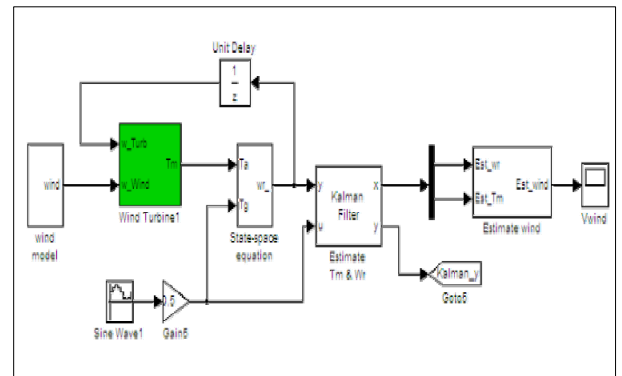 Unit Delay
1
z
w_Turb
Tm
w_Wind
Wind Turbine1
wind
wind
model
Ta
wr_
Tg
State-space
equation
y
x
Kalman
Filter
u
y
Estimate
Tm & Wr
Est_wr
Est_wind
Est_Tm
Estimate wind
Vwind
Kalman_y
Goto5
Sine Wave1
0.5
Gain5